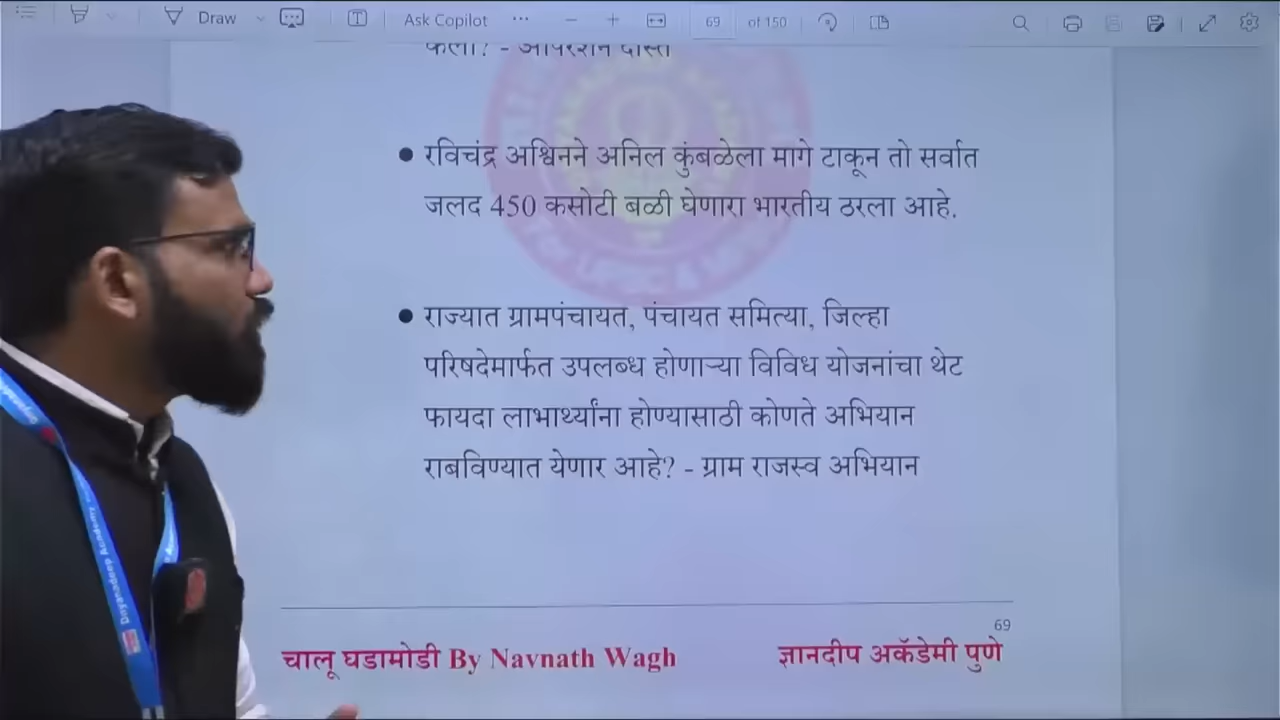 Draw
Ask Copilot
69
of 150
रविचंद्र अश्विनने अनिल कुंबळेला मागे टाकून तो सर्वात
जलद 450 कसोटी बळी घेणारा भारतीय ठरला आहे.
राज्यात ग्रामपंचायत, पंचायत समित्या, जिल्हा
परिषदेमार्फत उपलब्ध होणाऱ्या विविध योजनांचा थेट
फायदा लाभार्थ्यांना होण्यासाठी कोणते अभियान
राबविण्यात येणार आहे? - ग्राम राजस्व अभियान
69
चालू घडामोडी By Navnath Wagh
ज्ञानदीप अकॅडेमी पुणे